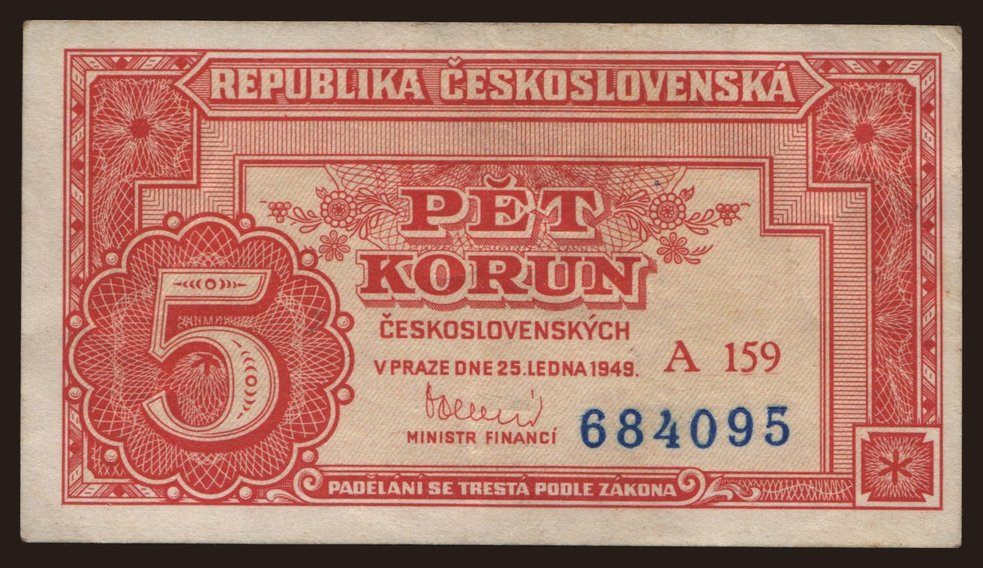 REPUBLIKA ČESKOSLOVENSKÁ
PĚT
KORUN
ČESKOSLOVENSKÝCH
V PRAZE DNE 25. LEDNA 1949.
A 159
MINISTR FINANCÍ
684095
5
PADĚLÁNÍ SE TRESTÁ PODLE ZÁKONA